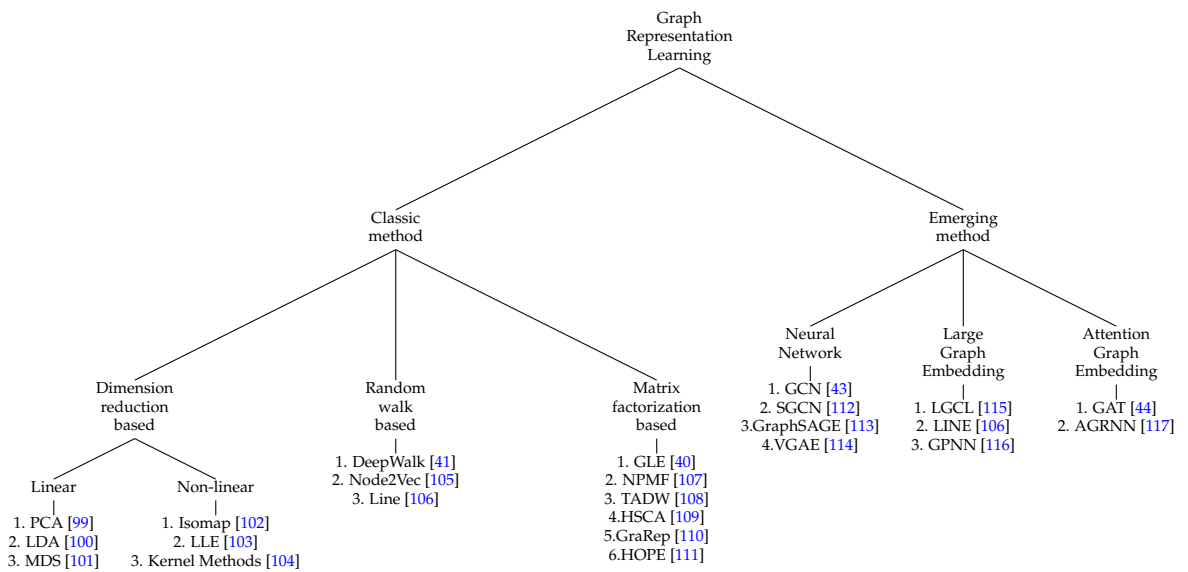 Graph
Representation
Learning
Classic
method
Emerging
method
Dimension
reduction
based
Random
walk
based
Matrix
factorization
based
Neural
Network
Large
Graph
Embedding
Attention
Graph
Embedding
Linear
1. PCA [99]
2. LDA [100]
3. MDS [101]
Non-linear
1. Isomap [102]
2. LLE [103]
3. Kernel Methods [104]
1. DeepWalk [41]
2. Node2Vec [105]
3. Line [106]
1. GLE [40]
2. NPMF [107]
3. TADW [108]
4.HSCA [109]
5.GraRep [110]
6.HOPE [111]
1. GCN [43]
2. SGCN [112]
3.GraphSAGE [113]
4.VGAE [114]
1. LGCL [115]
2. LINE [106]
3. GPNN [116]
1. GAT [44]
2. AGRNN [117]